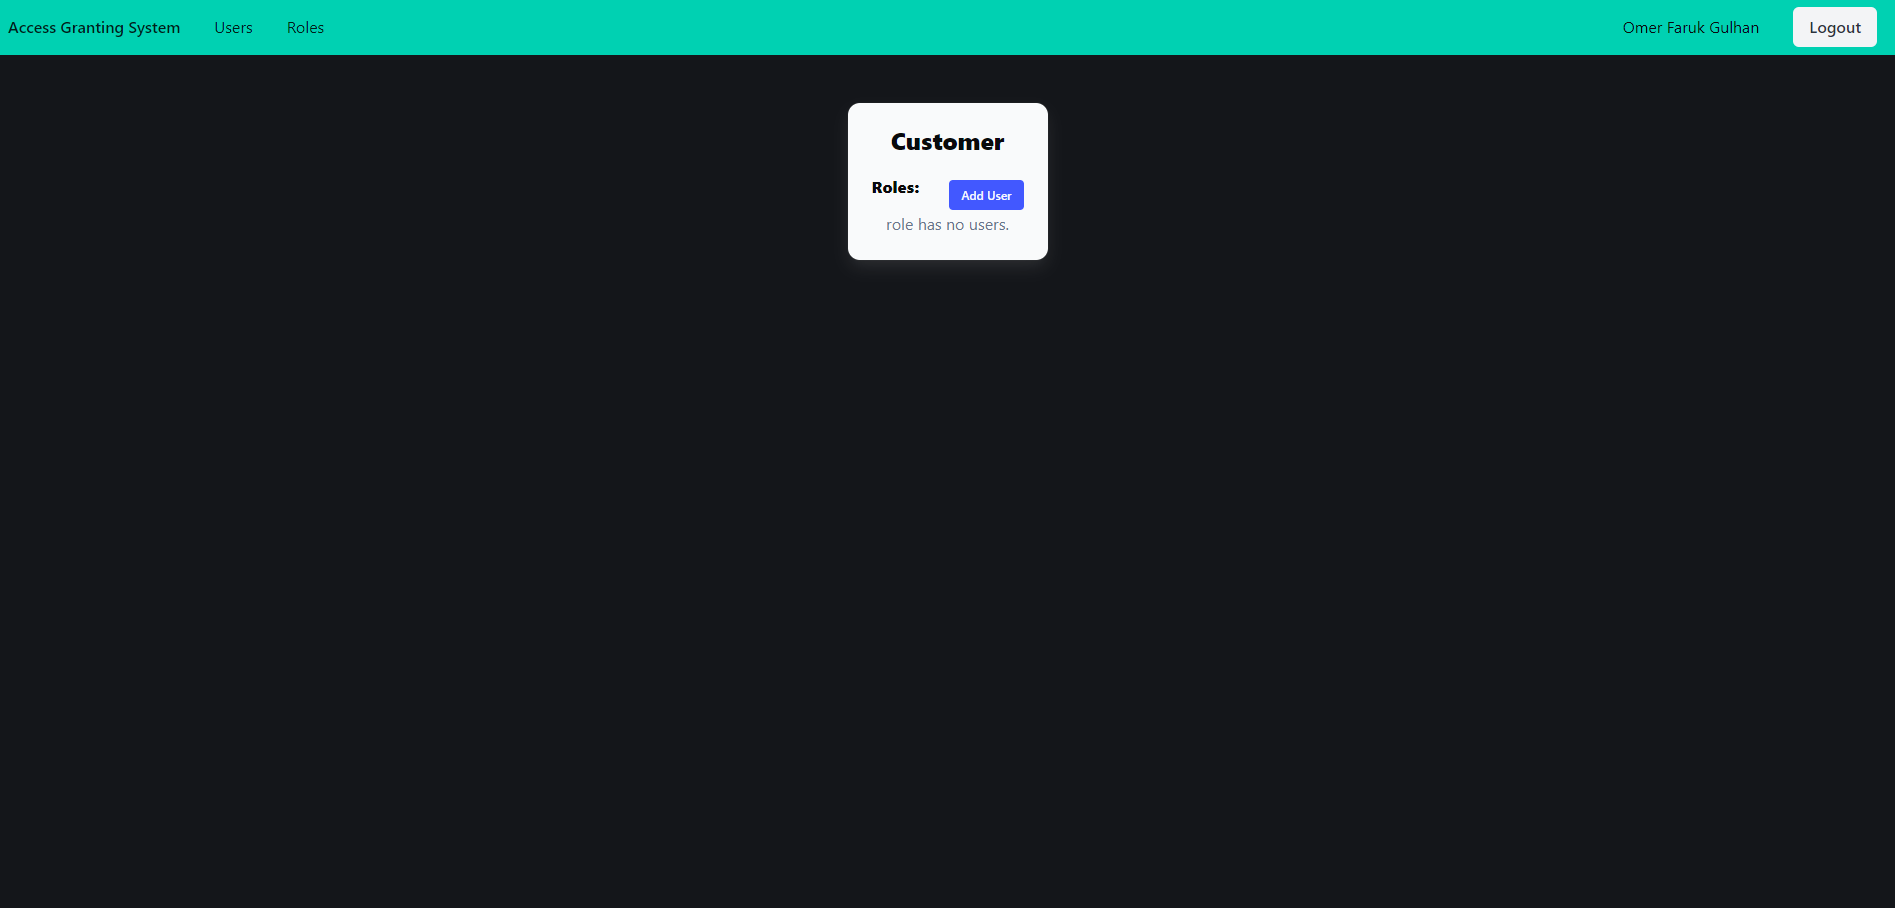 Access Granting System Users Roles Omer Faruk Gulhan Logout
Customer
Roles: Add User
role has no users.